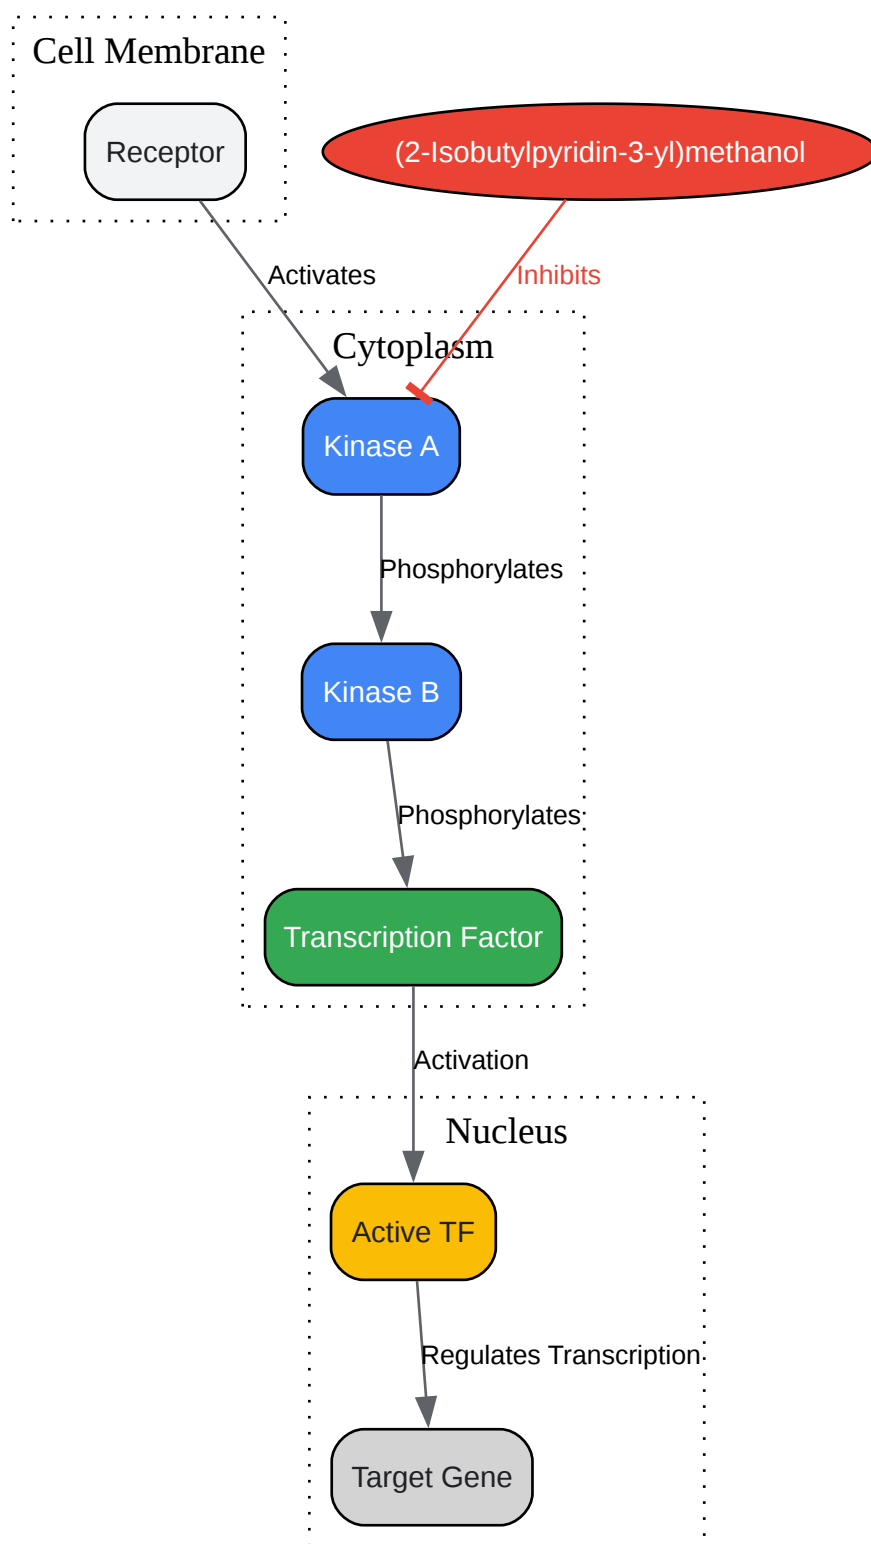 Cell Membrane
Receptor
(2-Isobutylpyridin-3-yl)methanol
Activates
Inhibits
Cytoplasm
Kinase A
Phosphorylates
Kinase B
Phosphorylates
Transcription Factor
Activation
Nucleus
Active TF
Regulates Transcription
Target Gene